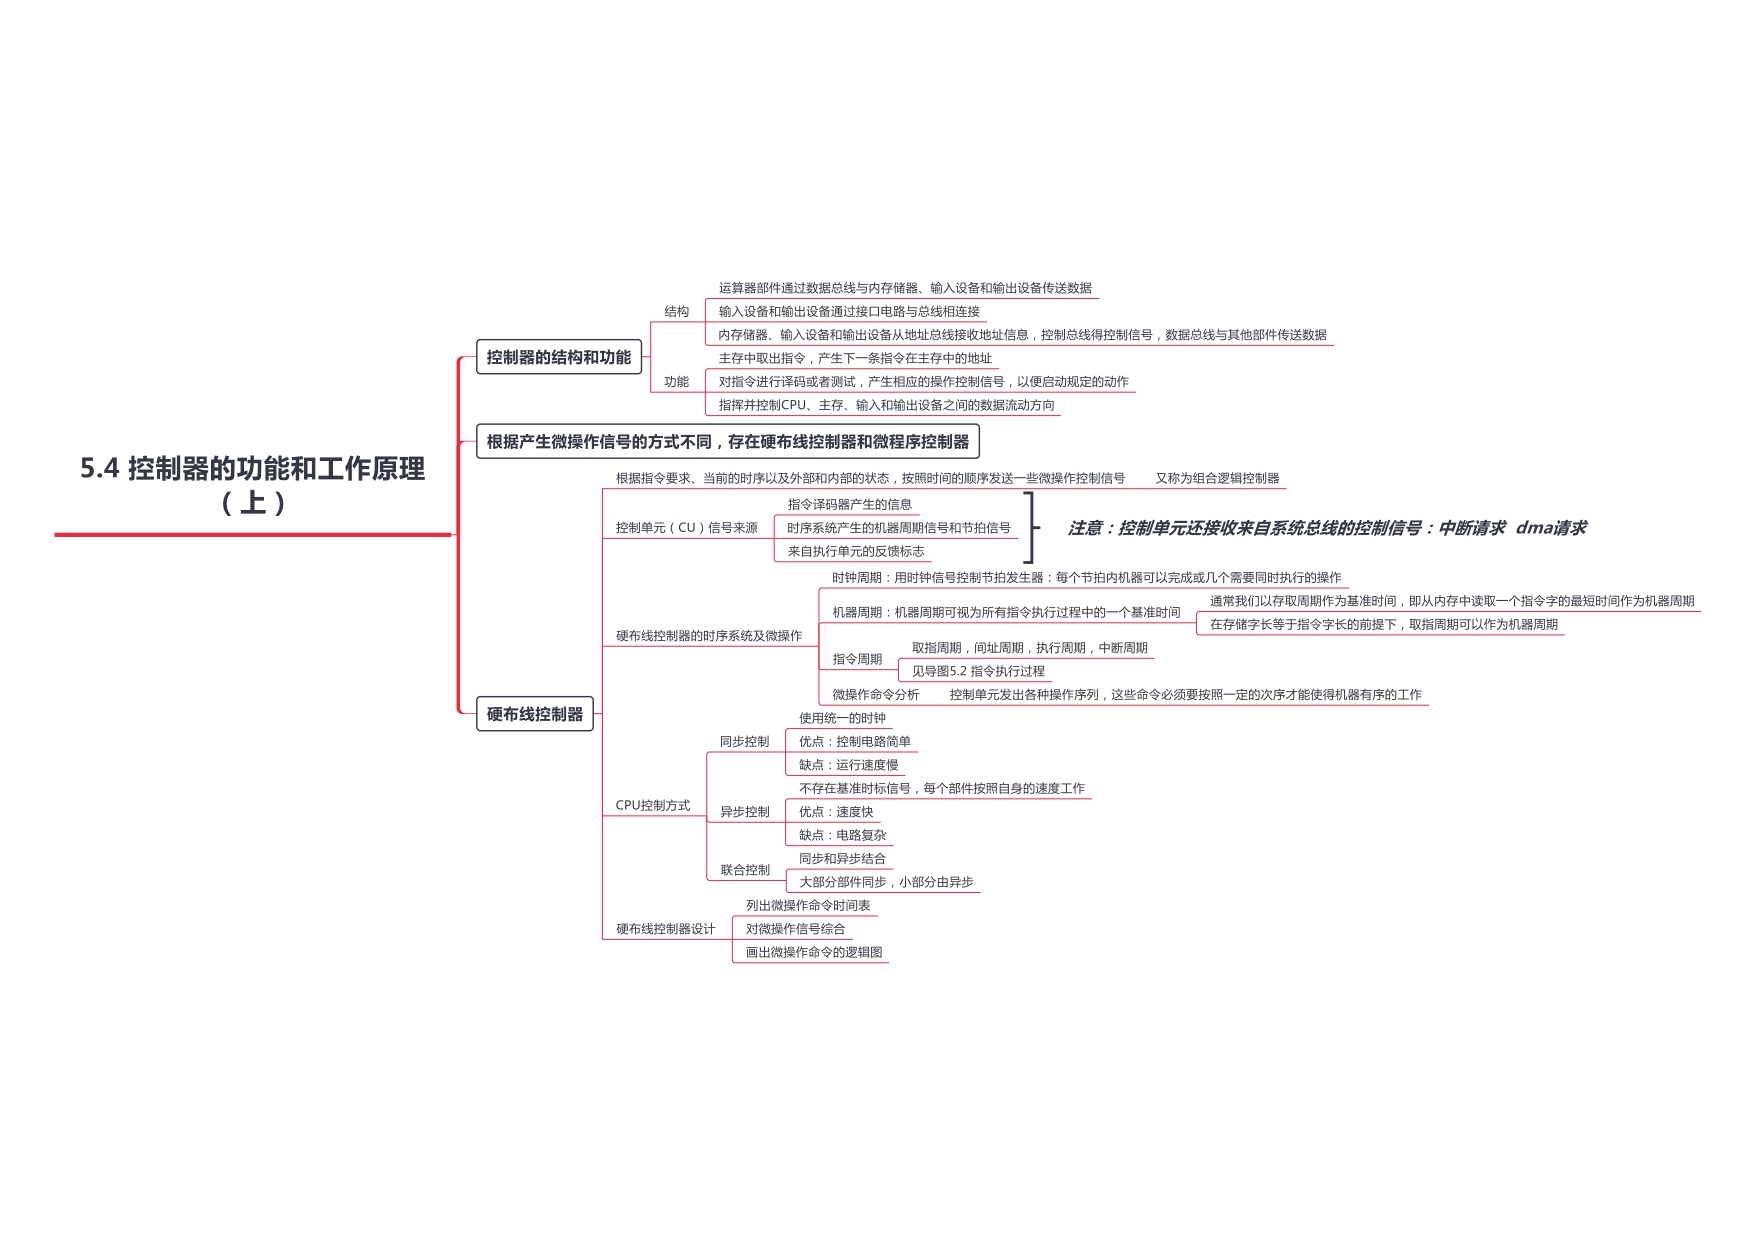 5.4 控制器的功能和工作原理
（上）
控制器的结构和功能
结构
运算器部件通过数据总线与内存储器、输入设备和输出设备传送数据
输入设备和输出设备通过接口电路与总线相连接
内存储器、输入设备和输出设备从地址总线接收地址信息，控制总线得控制信号，数据总线与其他部件传送数据
功能
主存中取出指令，产生下一条指令在主存中的地址
对指令进行译码或者测试，产生相应的操作控制信号，以便启动规定的动作
指挥并控制CPU、主存、输入和输出设备之间的数据流动方向
根据产生微操作信号的方式不同，存在硬布线控制器和微程序控制器
硬布线控制器
根据指令要求、当前的时序以及外部和内部的状态，按照时间的顺序发送一些微操作控制信号
又称为组合逻辑控制器
控制单元（CU）信号来源
指令译码器产生的信息
时序系统产生的机器周期信号和节拍信号
来自执行单元的反馈标志
注意：控制单元还接收来自系统总线的控制信号：中断请求 dma请求
硬布线控制器的时序系统及微操作
时钟周期：用时钟信号控制节拍发生器：每个节拍内机器可以完成或几个需要同时执行的操作
机器周期：机器周期可视为所有指令执行过程中的一个基准时间
通常我们以存取周期作为基准时间，即从内存中读取一个指令字的最短时间作为机器周期
在存储字长等于指令字长的前提下，取指周期可以作为机器周期
指令周期
取指周期，间址周期，执行周期，中断周期
见导图5.2 指令执行过程
微操作命令分析
控制单元发出各种操作序列，这些命令必须要按照一定的次序才能使得机器有序的工作
CPU控制方式
同步控制
使用统一的时钟
优点：控制电路简单
缺点：运行速度慢
异步控制
不存在基准时标信号，每个部件按照自身的速度工作
优点：速度快
缺点：电路复杂
联合控制
同步和异步结合
大部分部件同步，小部分由异步
硬布线控制器设计
列出微操作命令时间表
对微操作信号综合
画出微操作命令的逻辑图